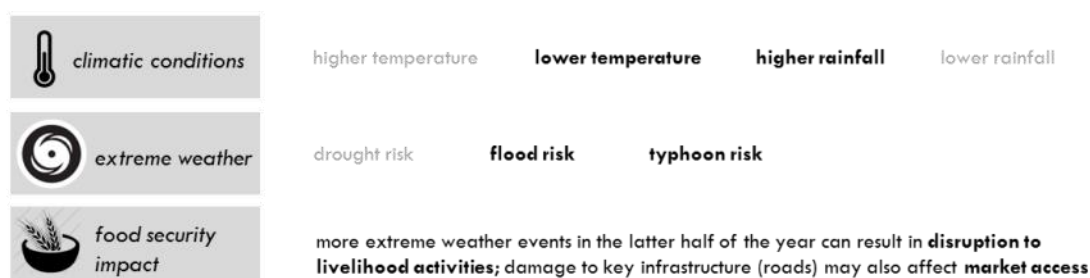 climatic conditions
higher temperature lower temperature higher rainfall lower rainfall
extreme weather
drought risk flood risk typhoon risk
food security
impact
more extreme weather events in the latter half of the year can result in disruption to
livelihood activities; damage to key infrastructure (roads) may also affect market access